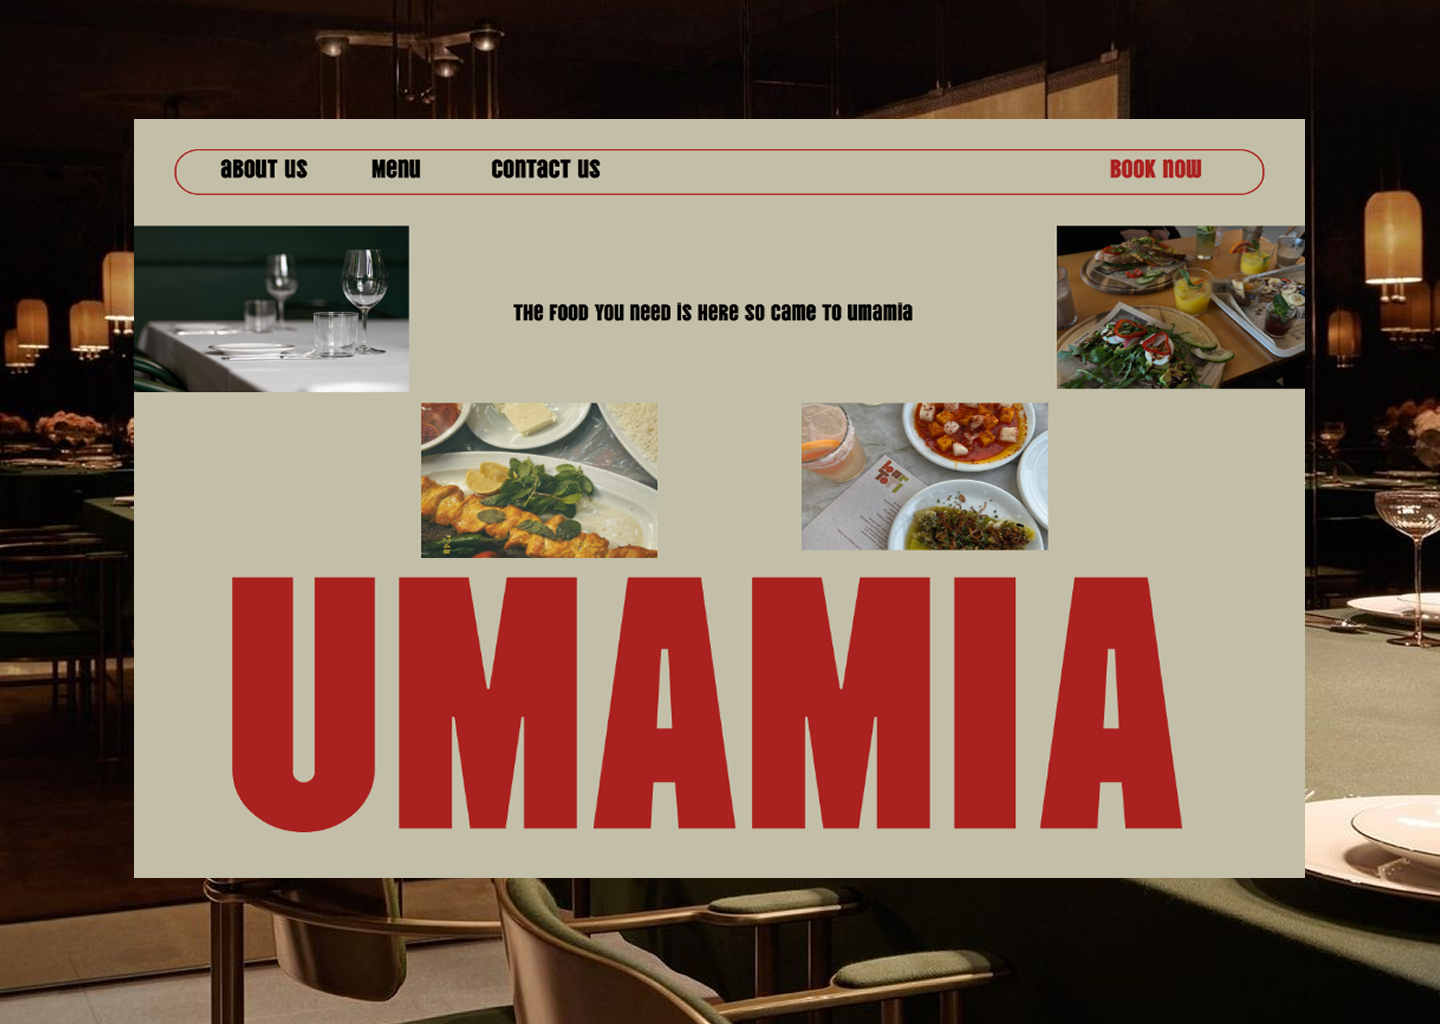 ABOUT US
MENU
CONTACT US
BOOK NOW
THE FOOD YOU NEED IS HERE SO CAME TO UMAMIA
UMAMIA